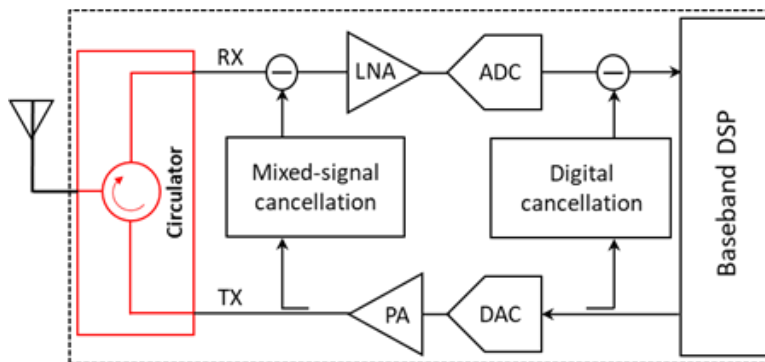 RX
LNA
ADC
Circulator
Mixed-signal
cancellation
Digital
cancellation
Baseband DSP
TX
PA
DAC